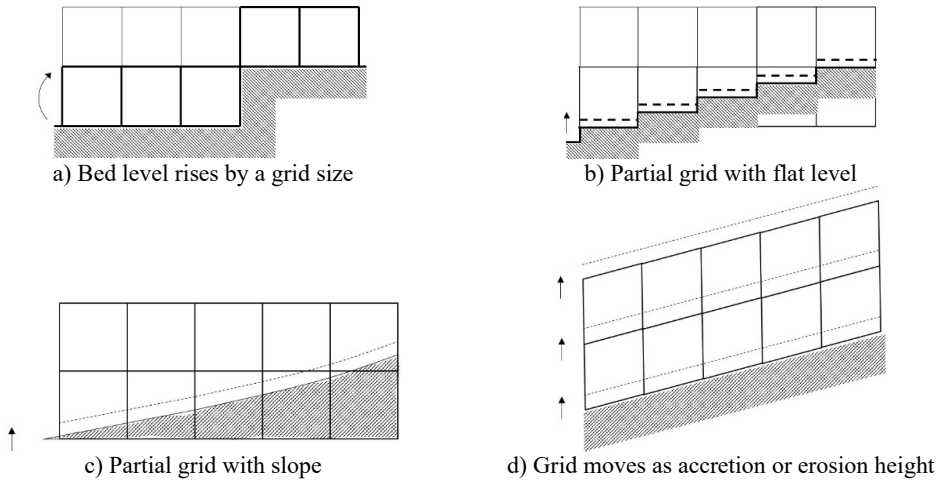 a) Bed level rises by a grid size
b) Partial grid with flat level
c) Partial grid with slope
d) Grid moves as accretion or erosion height